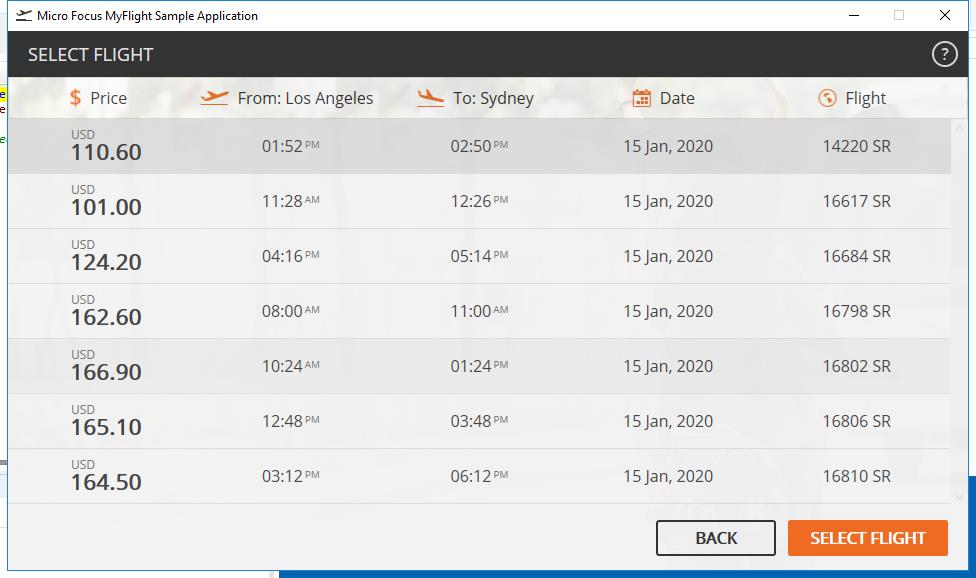 Micro Focus MyFlight Sample Application
SELECT FLIGHT ?
$ Price From: Los Angeles To: Sydney Date Flight
USD
110.60 01:52 PM 02:50 PM 15 Jan, 2020 14220 SR
USD
101.00 11:28 AM 12:26 PM 15 Jan, 2020 16617 SR
USD
124.20 04:16 PM 05:14 PM 15 Jan, 2020 16684 SR
USD
162.60 08:00 AM 11:00 AM 15 Jan, 2020 16798 SR
USD
166.90 10:24 AM 01:24 PM 15 Jan, 2020 16802 SR
USD
165.10 12:48 PM 03:48 PM 15 Jan, 2020 16806 SR
USD
164.50 03:12 PM 06:12 PM 15 Jan, 2020 16810 SR
BACK SELECT FLIGHT